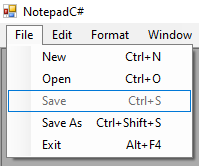 NotepadC#
File Edit Format Window
New Ctrl+N
Open Ctrl+O
Save Ctrl+S
Save As Ctrl+Shift+S
Exit Alt+F4